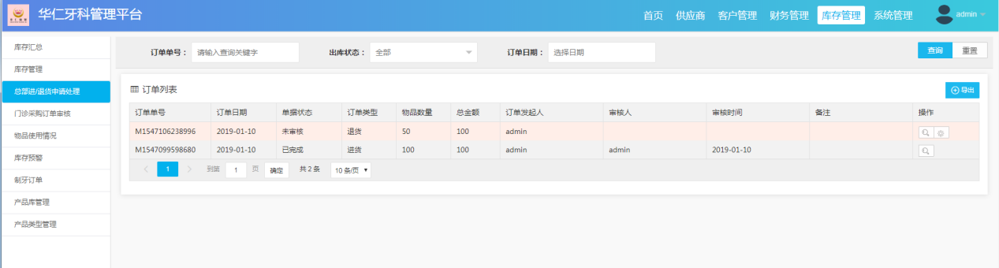 华仁牙科管理平台
首页 供应商 客户管理 财务管理 库存管理 系统管理 admin
库存汇总
库存管理
总部进/退货申请处理
门诊采购订单审核
物品使用情况
库存预警
制牙订单
产品库管理
产品类型管理
订单单号： 请输入查询关键字 出库状态： 全部 订单日期： 选择日期 查询 重置
订单列表 导出
订单单号 订单日期 单据状态 订单类型 物品数量 总金额 订单发起人 审核人 审核时间 备注 操作
M1547106238996 2019-01-10 未审核 退货 50 100 admin
M1547099598680 2019-01-10 已完成 进货 100 100 admin admin 2019-01-10
1 到第 1 页 确定 共 2 条 10 条/页